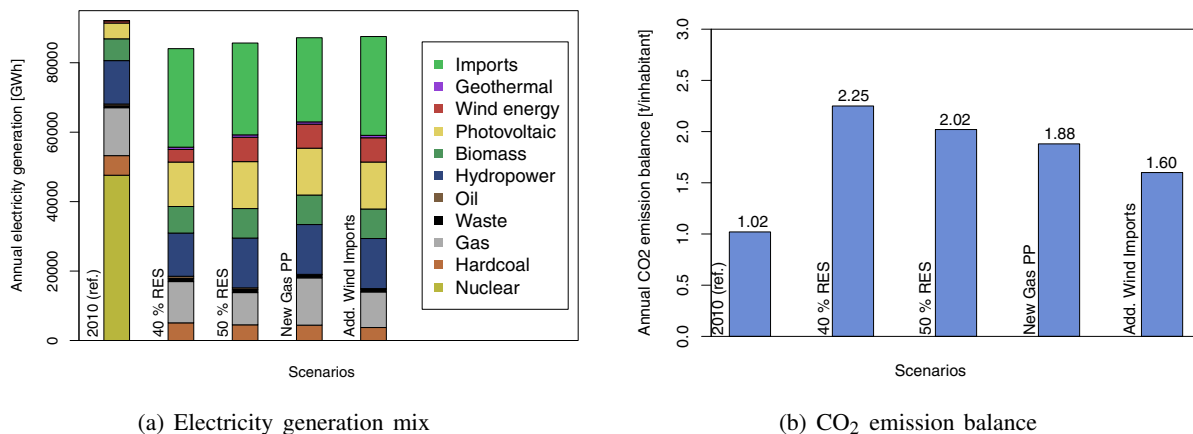 Annual electricity generation [GWh]
80000
60000
40000
20000
0
2010 (ref.)
40 % RES
50 % RES
New Gas PP
Add. Wind Imports
Scenarios
Imports
Geothermal
Wind energy
Photovoltaic
Biomass
Hydropower
Oil
Waste
Gas
Hardcoal
Nuclear
(a) Electricity generation mix
Annual CO2 emission balance [t/inhabitant]
3.0
2.5
2.0
1.5
1.0
0.5
0.0
1.02
2.25
2.02
1.88
1.60
2010 (ref.)
40 % RES
50 % RES
New Gas PP
Add. Wind Imports
Scenarios
(b) CO₂ emission balance